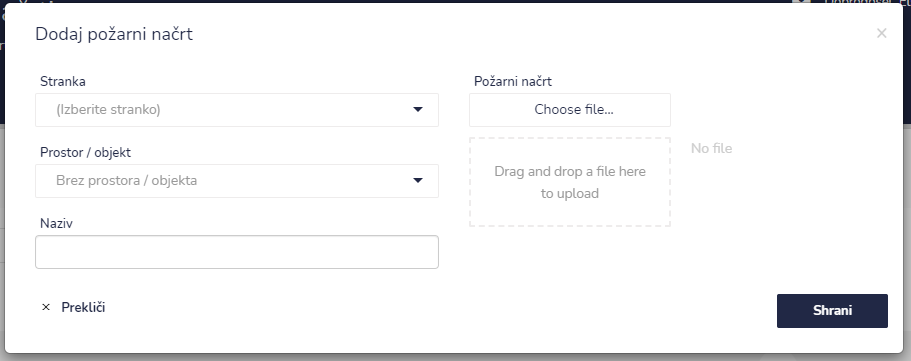 Dodaj požarni načrt
×
Stranka
(Izberite stranko)
Prostor / objekt
Brez prostora / objekta
Naziv
Požarni načrt
Choose file...
Drag and drop a file here
to upload
No file
× Prekliči
Shrani